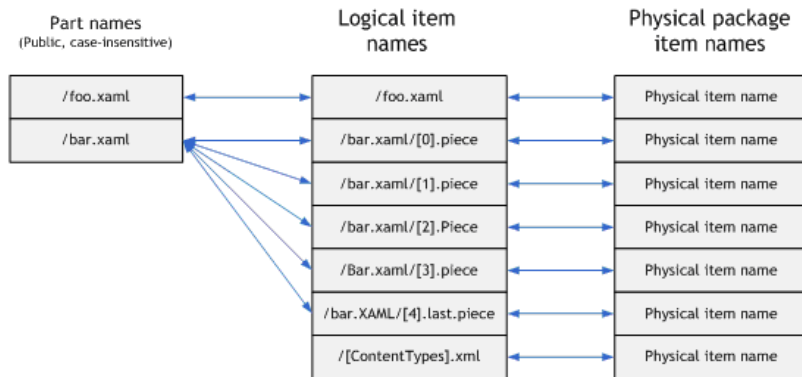 Part names
(Public, case-insensitive)
Logical item
names
Physical package
item names
/foo.xaml
/foo.xaml
Physical item name
/bar.xaml
/bar.xaml/[0].piece
Physical item name
/bar.xaml/[1].piece
Physical item name
/bar.xaml/[2].Piece
Physical item name
/Bar.xaml/[3].piece
Physical item name
/bar.XAML/[4].last.piece
Physical item name
/[ContentTypes].xml
Physical item name